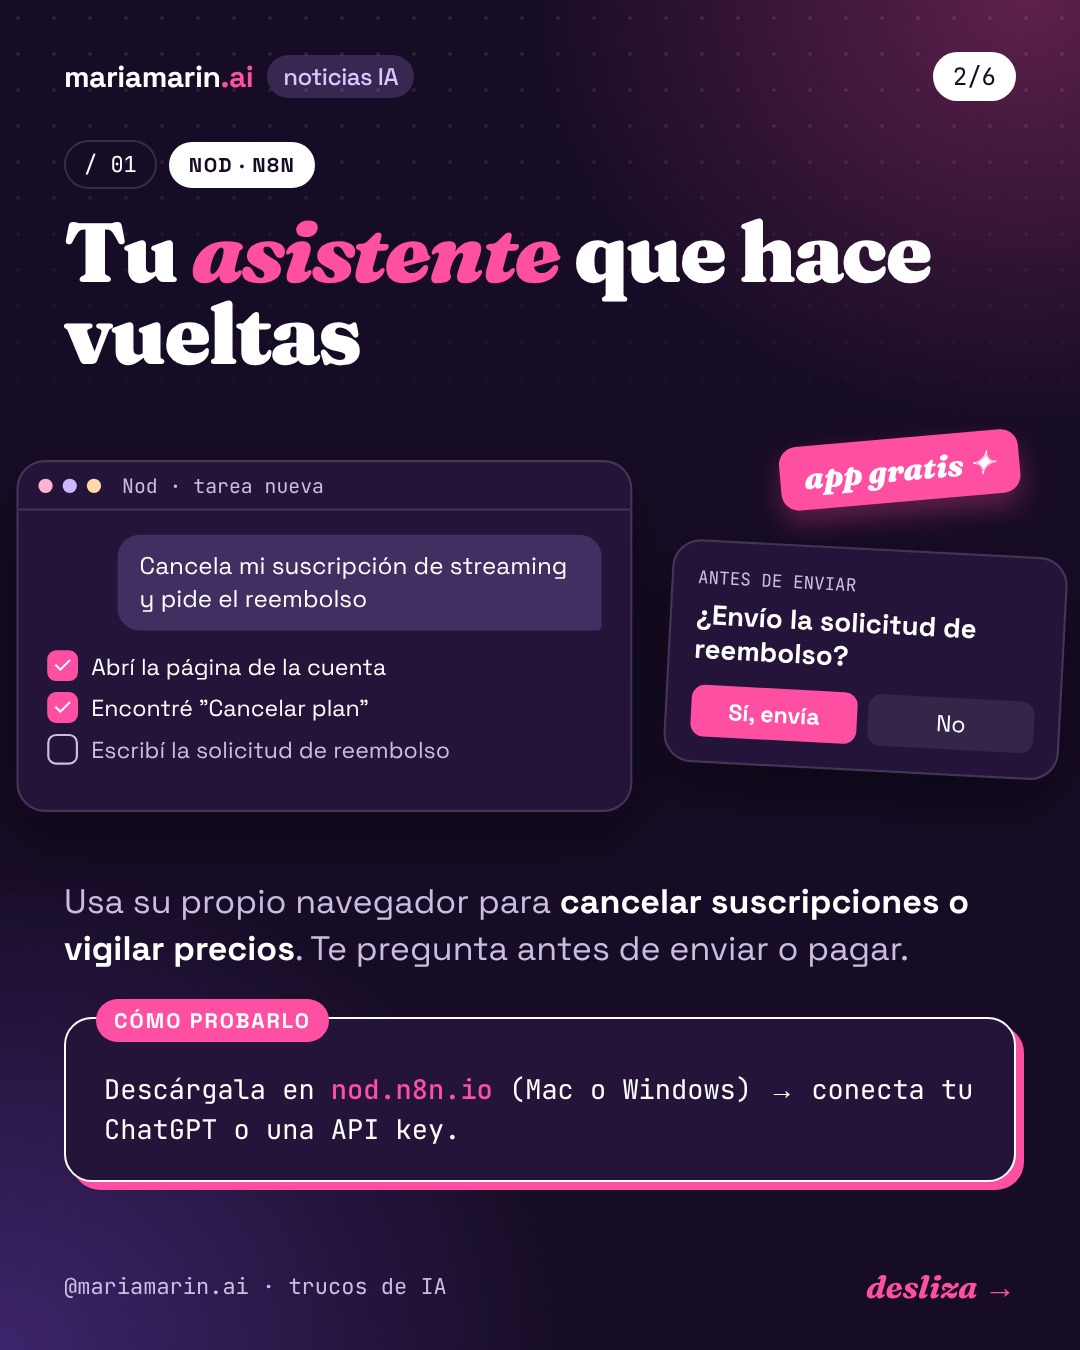 mariamarin.ai noticias IA 2/6
/ 01 NOD · N8N
Tu asistente que hace
vueltas
app gratis ✦
Nod · tarea nueva
Cancela mi suscripción de streaming
y pide el reembolso
Abrí la página de la cuenta
Encontré ”Cancelar plan”
Escribí la solicitud de reembolso
ANTES DE ENVIAR
¿Envío la solicitud de
reembolso?
Sí, envía No
Usa su propio navegador para cancelar suscripciones o
vigilar precios. Te pregunta antes de enviar o pagar.
CÓMO PROBARLO
Descárgala en nod.n8n.io (Mac o Windows) → conecta tu
ChatGPT o una API key.
@mariamarin.ai · trucos de IA desliza →